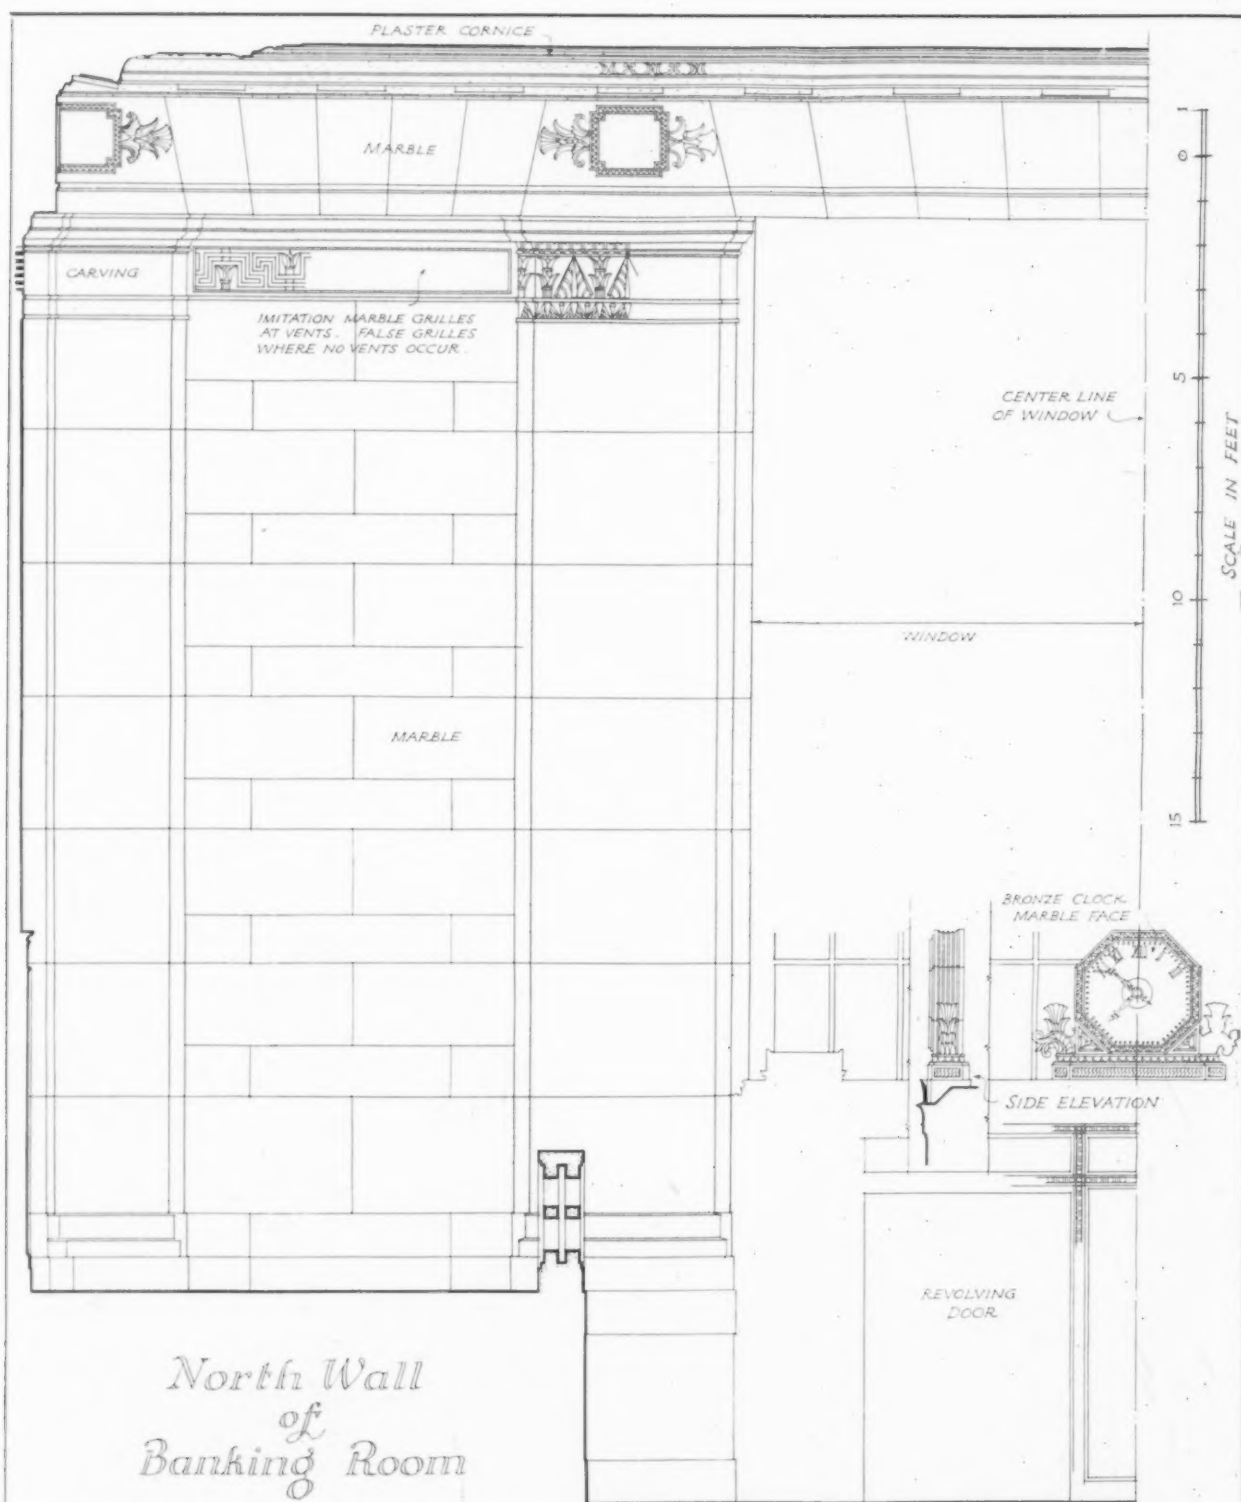 PLASTER CORNICE
MARBLE
CARVING
IMITATION MARBLE GRILLES
AT VENTS. FALSE GRILLES
WHERE NO VENTS OCCUR.
CENTER LINE
OF WINDOW
1
0
5
10
15
SCALE IN FEET
WINDOW
MARBLE
BRONZE CLOCK.
MARBLE FACE
SIDE ELEVATION
REVOLVING
DOOR
North Wall
of
Banking Room